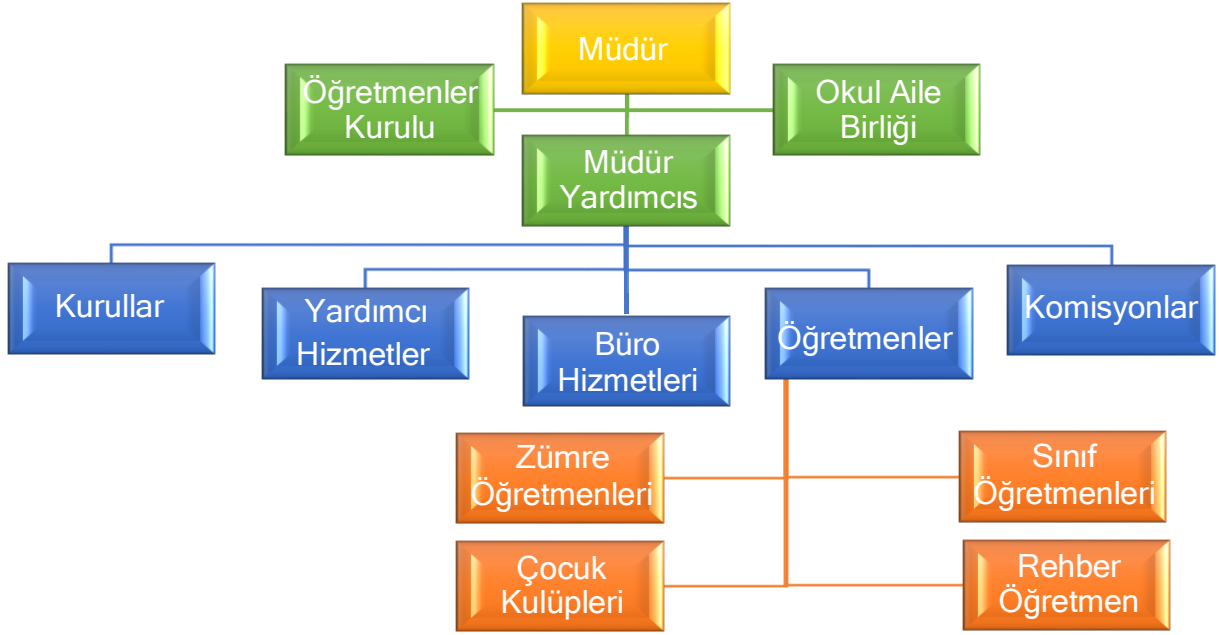 Müdür
Öğretmenler
Kurulu
Okul Aile
Birliği
Müdür
Yardımcıs
Kurullar
Yardımcı
Hizmetler
Büro
Hizmetleri
Öğretmenler
Komisyonlar
Zümre
Öğretmenleri
Sınıf
Öğretmenleri
Çocuk
Kulüpleri
Rehber
Öğretmen